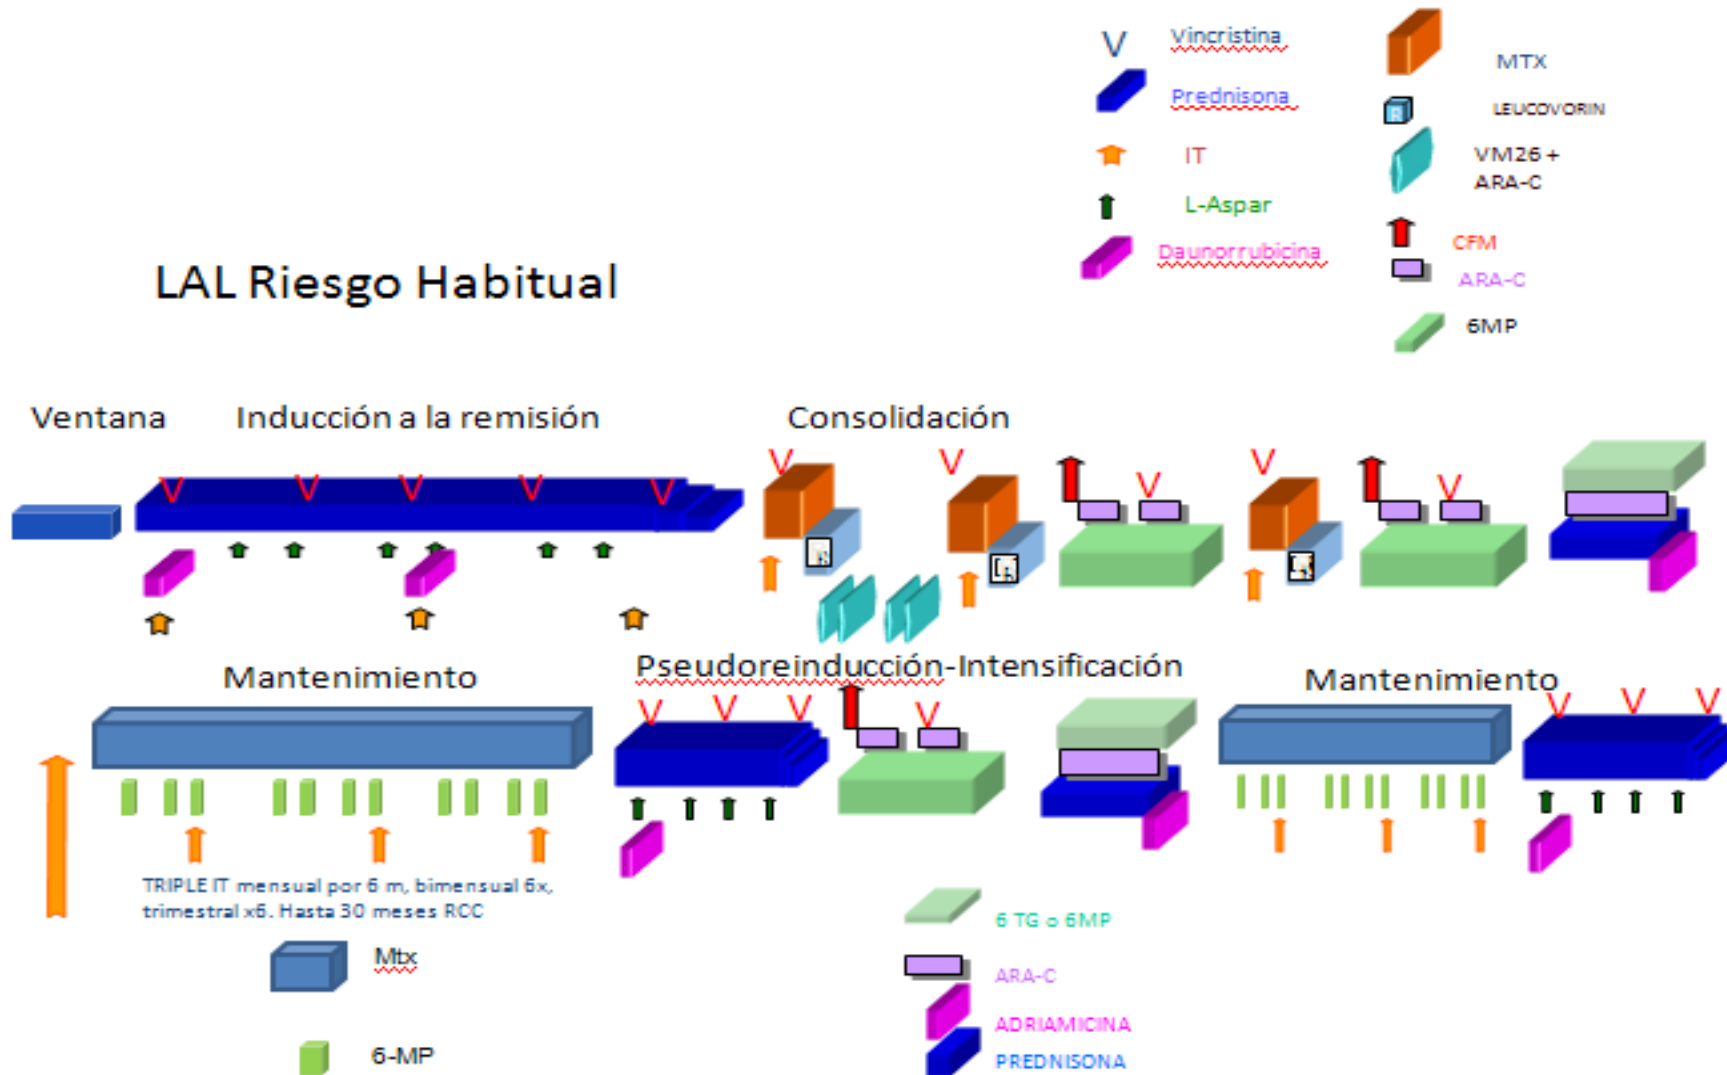 V
Vincristina
MTX
Prednisona
R
LEUCOVORIN
IT
VM26 +
ARA-C
L-Aspar
Daunorrubicina
CFM
ARA-C
6MP
LAL Riesgo Habitual
Ventana
Inducción a la remisión
Consolidación
V V V V V
V V V V V
Mantenimiento
Pseudoreinducción-Intensificación
Mantenimiento
V V V V
V V V
TRIPLE IT mensual por 6 m, bimensual 6x,
trimestral x6. Hasta 30 meses RCC
Mtx
6-MP
6 TG o 6MP
ARA-C
ADRIAMICINA
PREDNISONA